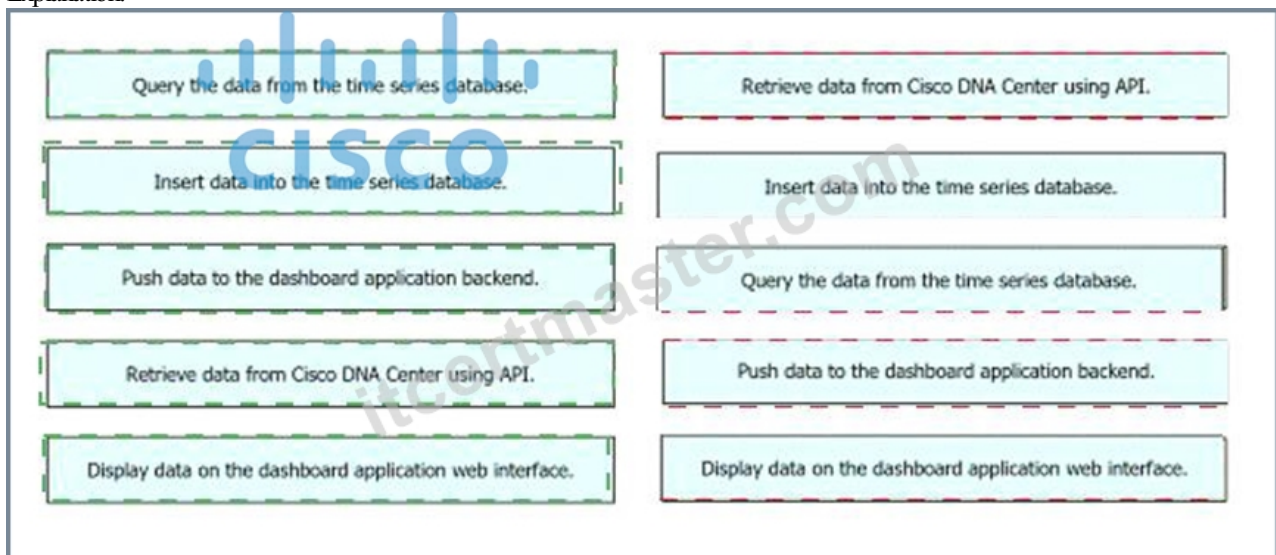 Explanation:
CISCO
Query the data from the time series database.
Insert data into the time series database.
Push data to the dashboard application backend.
Retrieve data from Cisco DNA Center using API.
Display data on the dashboard application web interface.
Retrieve data from Cisco DNA Center using API.
Insert data into the time series database.
Query the data from the time series database.
Push data to the dashboard application backend.
Display data on the dashboard application web interface.
itcertmaster.com